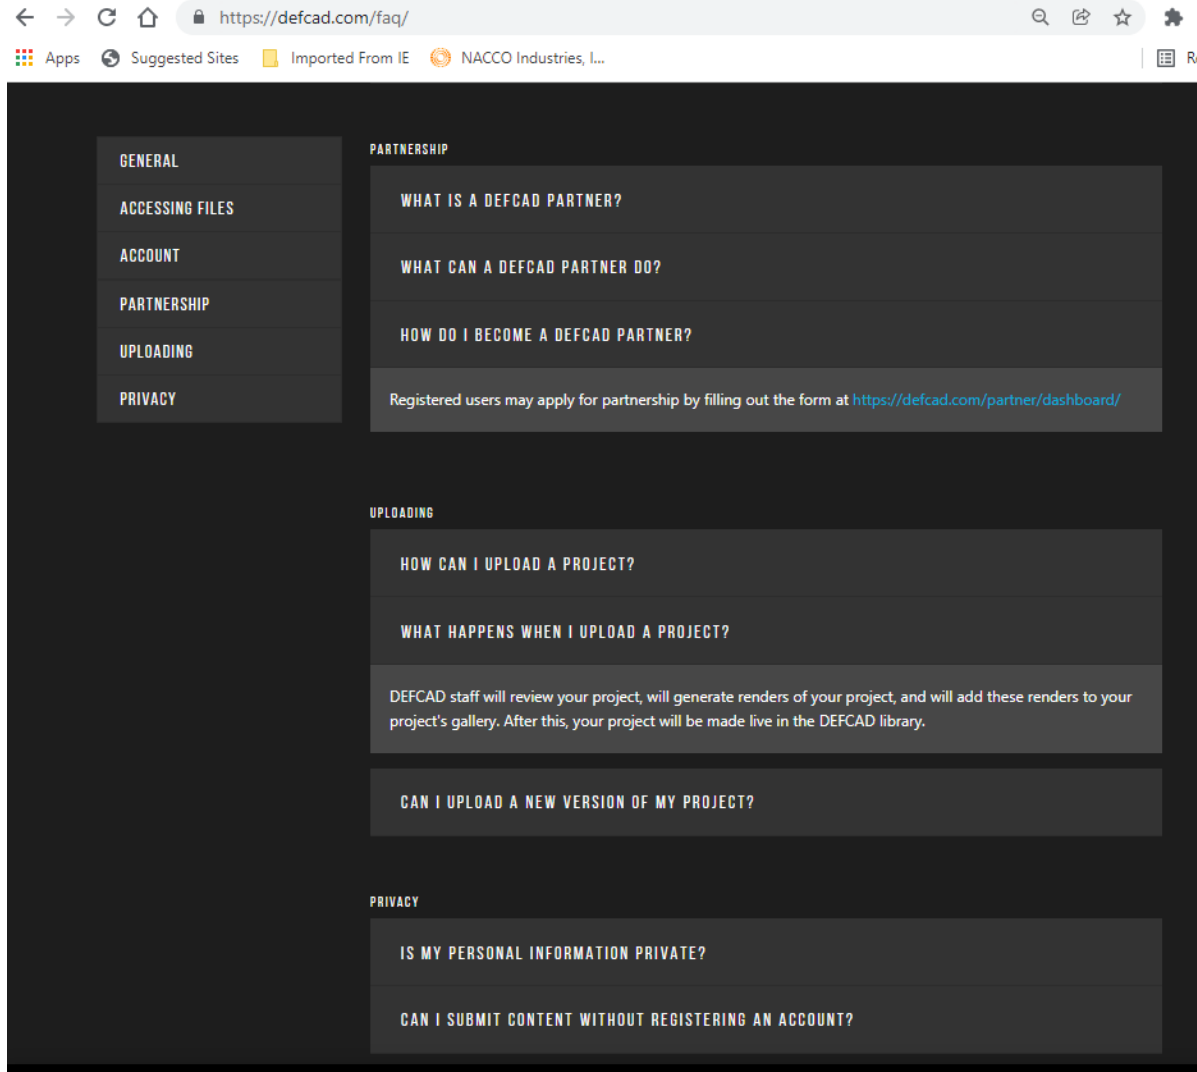 https://defcad.com/faq/
Apps Suggested Sites Imported From IE NACCO Industries, I...
GENERAL
ACCESSING FILES
ACCOUNT
PARTNERSHIP
UPLOADING
PRIVACY
PARTNERSHIP
WHAT IS A DEFCAD PARTNER?
WHAT CAN A DEFCAD PARTNER DO?
HOW DO I BECOME A DEFCAD PARTNER?
Registered users may apply for partnership by filling out the form at https://defcad.com/partner/dashboard/
UPLOADING
HOW CAN I UPLOAD A PROJECT?
WHAT HAPPENS WHEN I UPLOAD A PROJECT?
DEFCAD staff will review your project, will generate renders of your project, and will add these renders to your
project's gallery. After this, your project will be made live in the DEFCAD library.
CAN I UPLOAD A NEW VERSION OF MY PROJECT?
PRIVACY
IS MY PERSONAL INFORMATION PRIVATE?
CAN I SUBMIT CONTENT WITHOUT REGISTERING AN ACCOUNT?